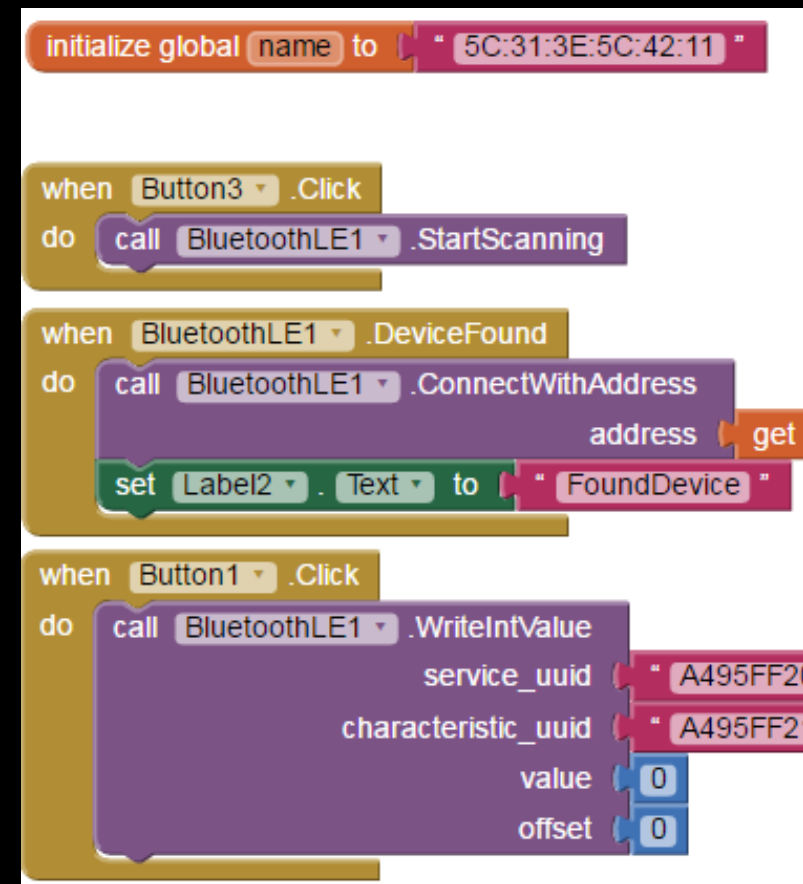 initialize global name to " 5C:31:3E:5C:42:11 "
when Button3 .Click
do call BluetoothLE1 .StartScanning
when BluetoothLE1 .DeviceFound
do call BluetoothLE1 .ConnectWithAddress
address get
set Label2 . Text to " FoundDevice "
when Button1 .Click
do call BluetoothLE1 .WriteIntValue
service_uuid " A495FF20
characteristic_uuid " A495FF21
value 0
offset 0